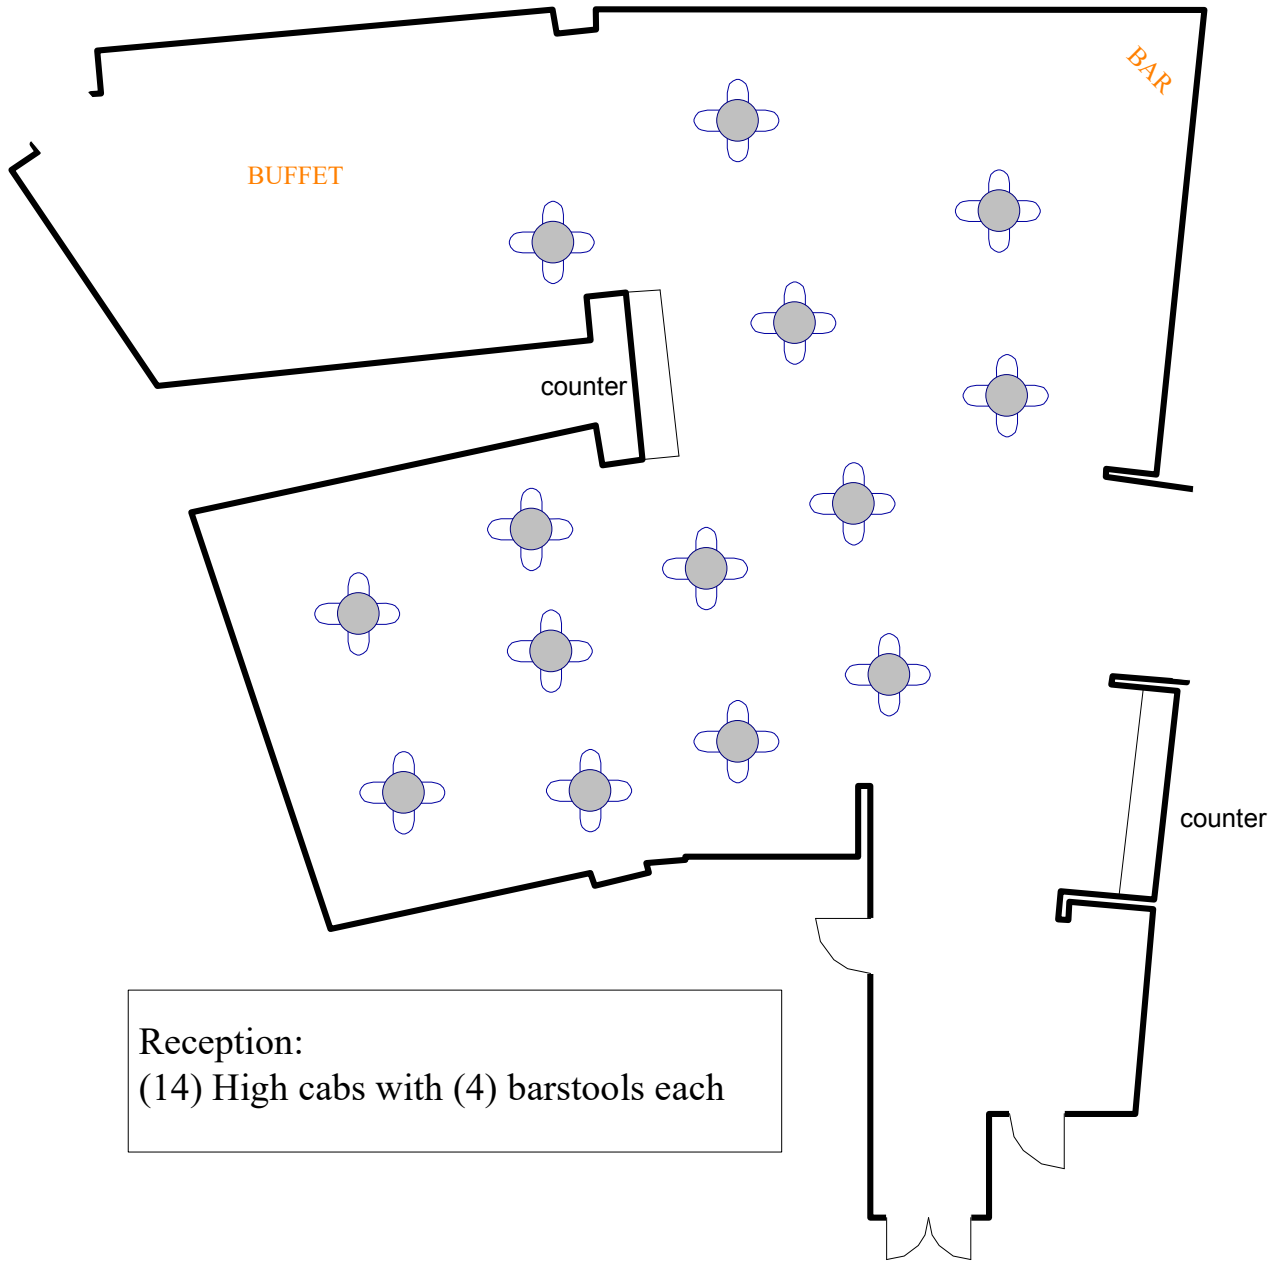 BAR
BUFFET
counter
counter
Reception:
(14) High cabs with (4) barstools each